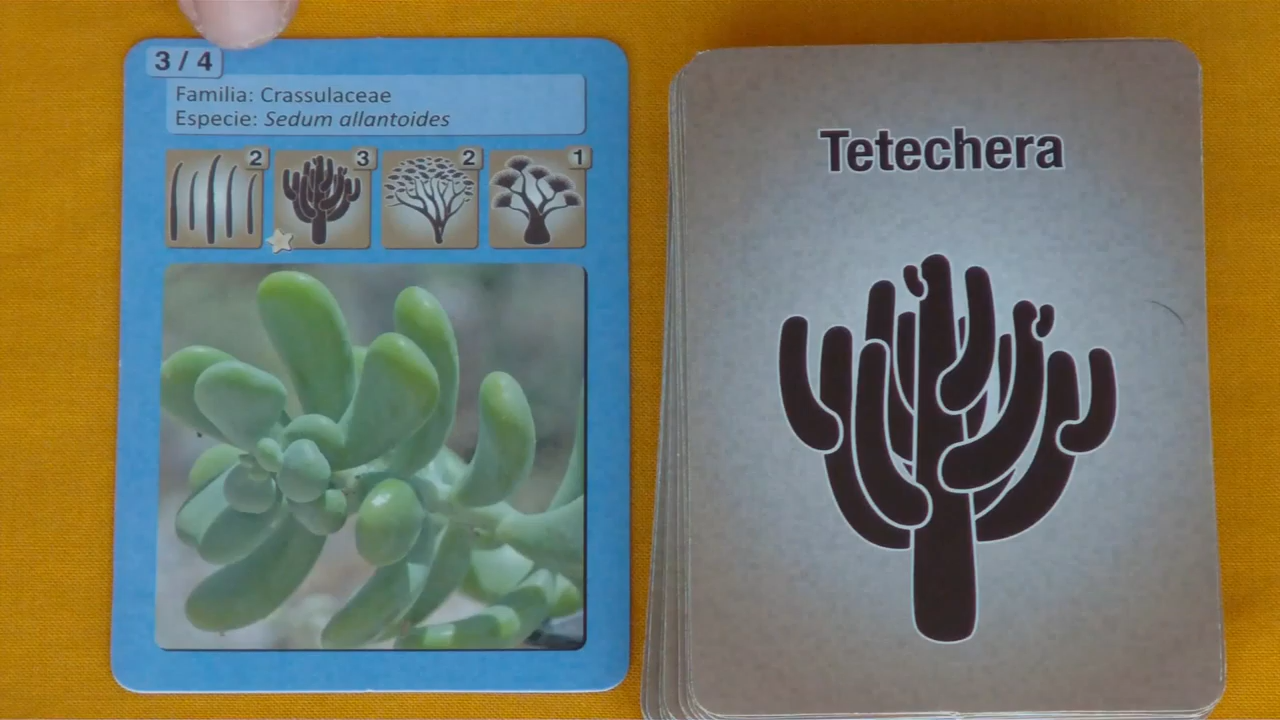 3 / 4
Familia: Crassulaceae
Especie: Sedum allantoides
2 3 2 1
Tetechera